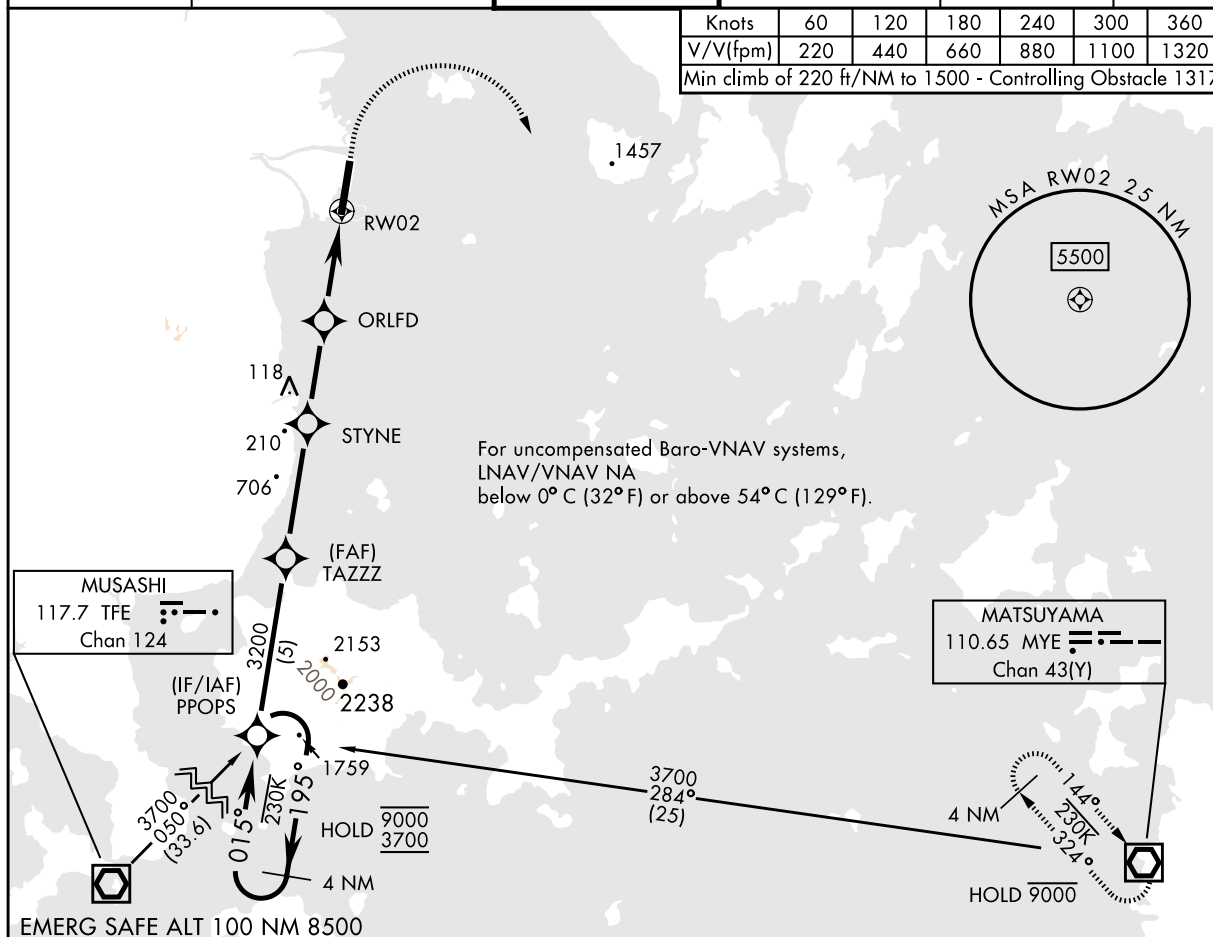 Knots 60 120 180 240 300 360
V/V(fpm) 220 440 660 880 1100 1320
Min climb of 220 ft/NM to 1500 - Controlling Obstacle 1317
1457
MSA RW02 25 NM
5500
RW02
ORLFD
118
STYNE
210
706
For uncompensated Baro-VNAV systems,
LNAV/VNAV NA
below 0° C (32° F) or above 54° C (129° F).
(FAF)
TAZZZ
MUSASHI
117.7 TFE
Chan 124
MATSUYAMA
110.65 MYE
Chan 43(Y)
3200
(5)
2153
2000
2238
(IF/IAF)
PPOPS
1759
3700
050°
(33.6)
015°
230K
195°
HOLD 9000
3700
4 NM
3700
284°
(25)
4 NM
144°
230K
324°
HOLD 9000
EMERG SAFE ALT 100 NM 8500